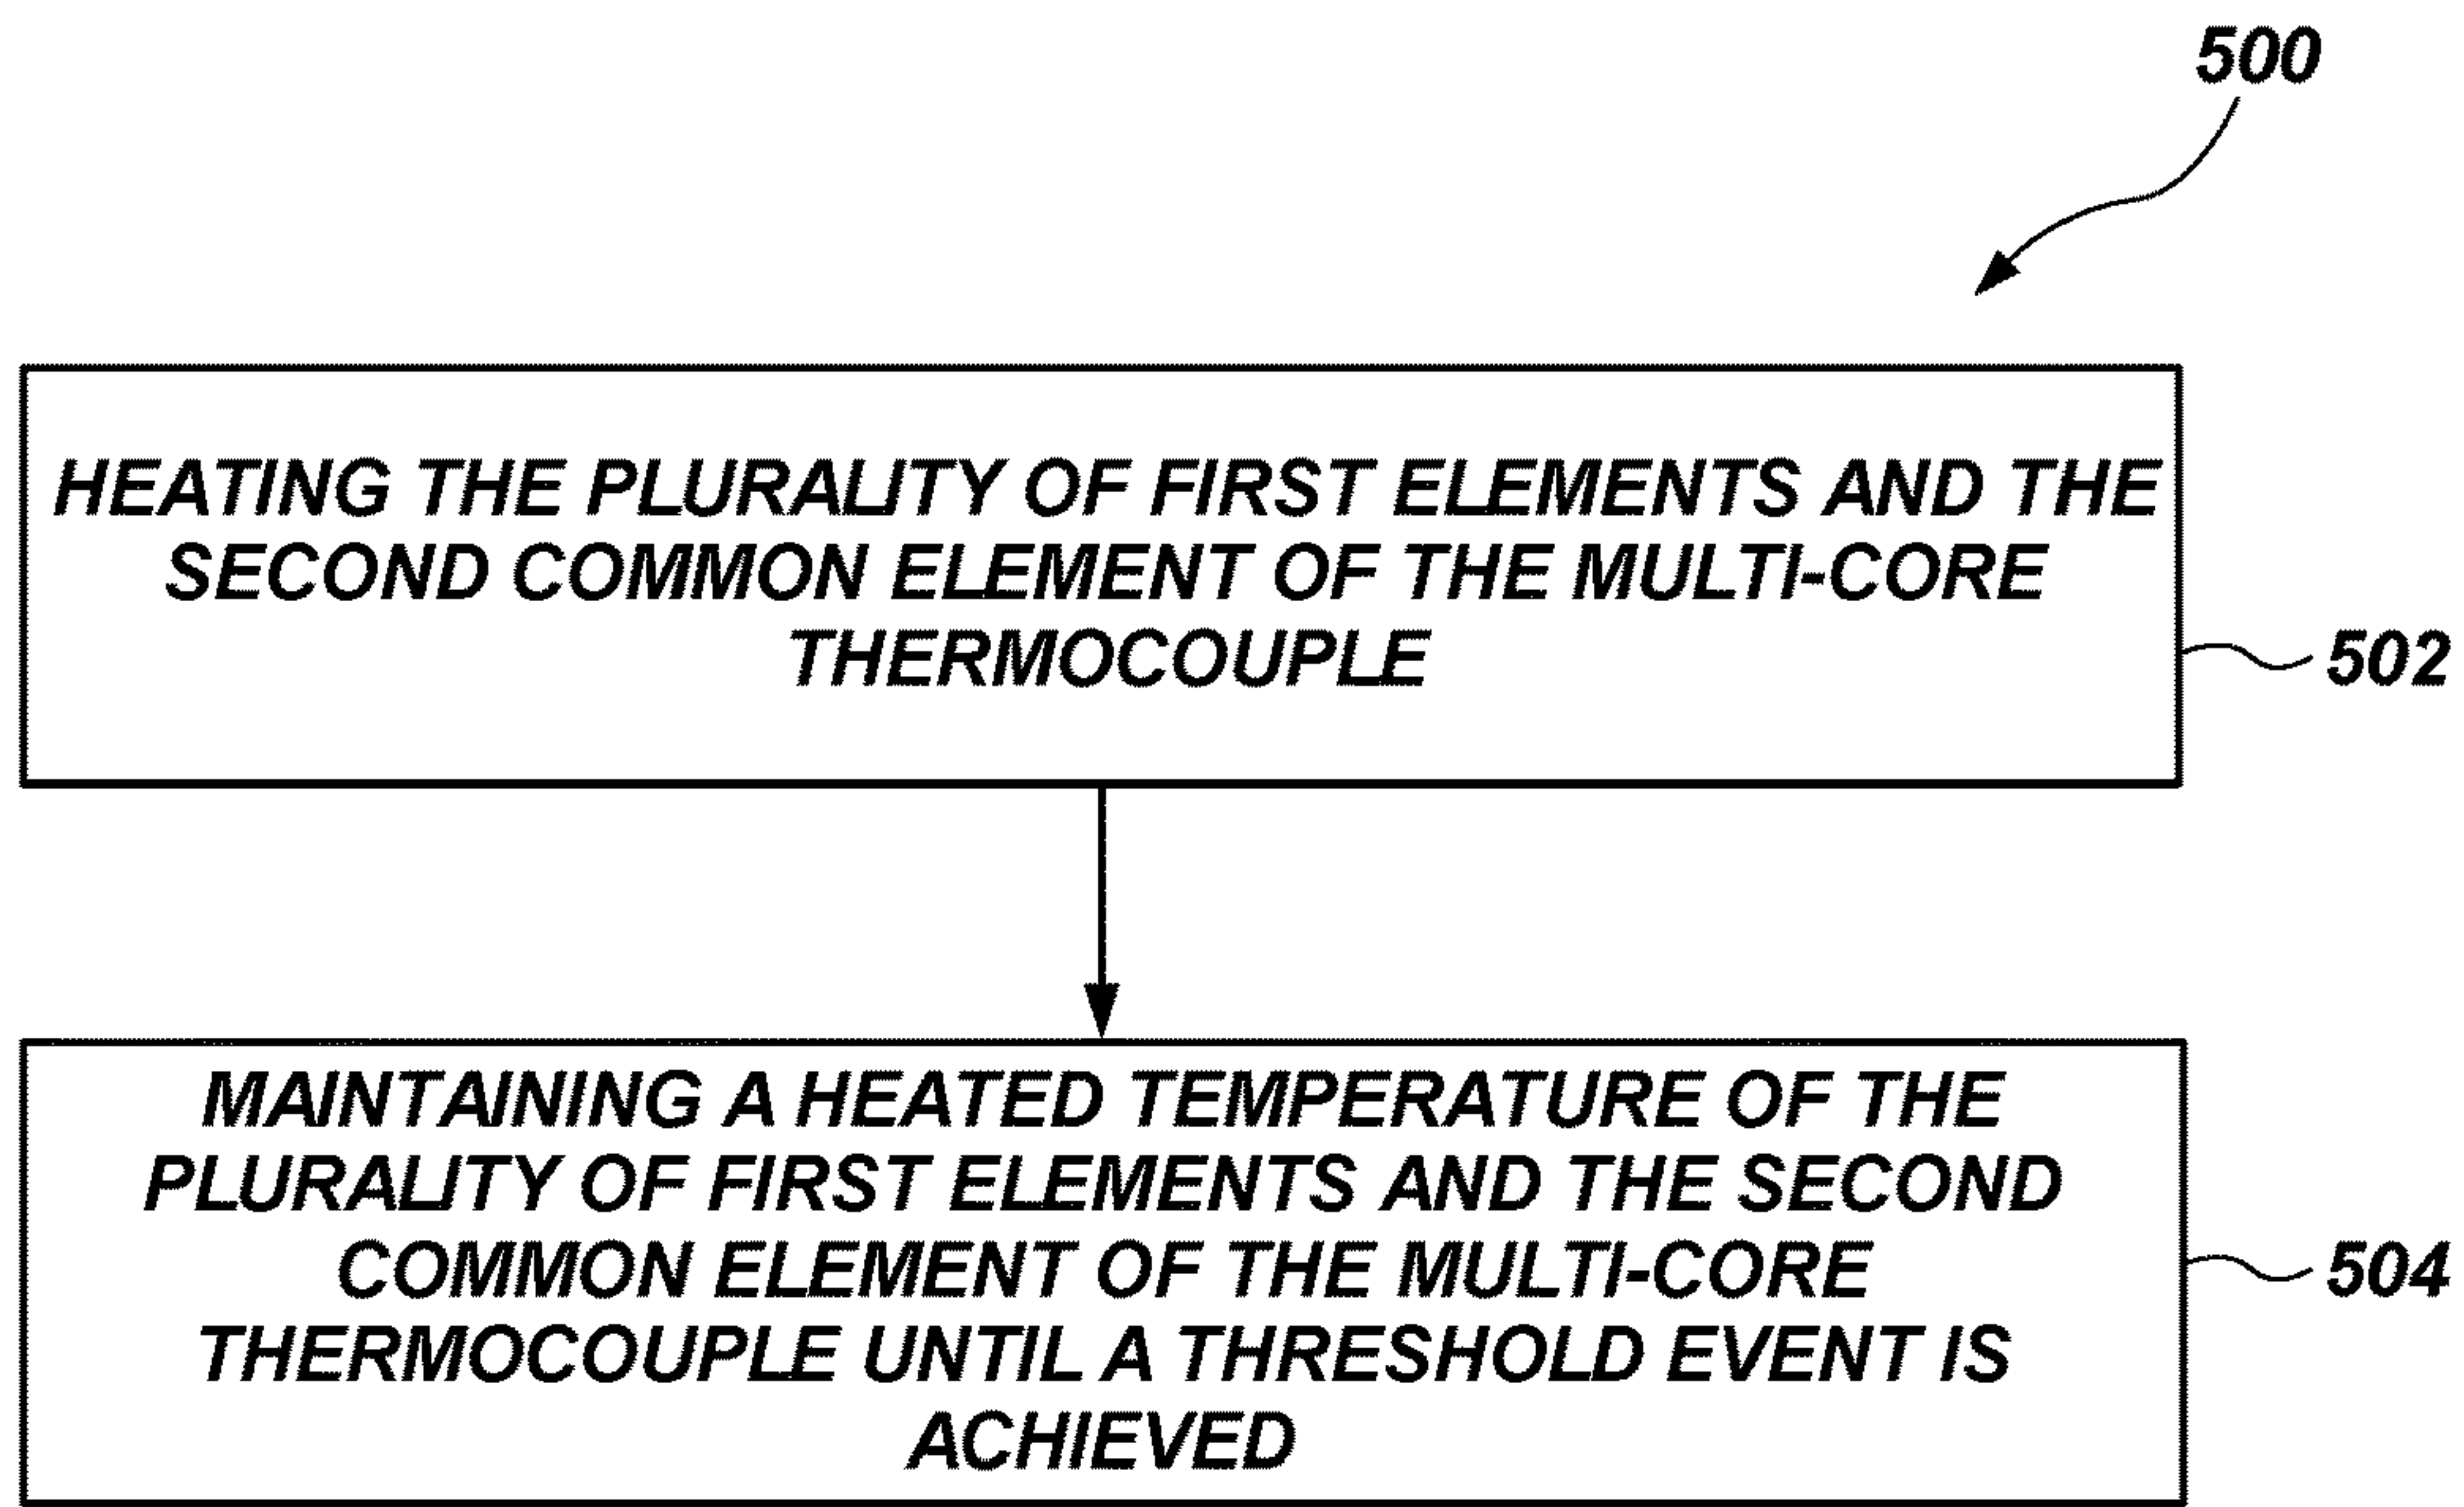 500
HEATING THE PLURALITY OF FIRST ELEMENTS AND THE
SECOND COMMON ELEMENT OF THE MULTI-CORE
THERMOCOUPLE
502
MAINTAINING A HEATED TEMPERATURE OF THE
PLURALITY OF FIRST ELEMENTS AND THE SECOND
COMMON ELEMENT OF THE MULTI-CORE
THERMOCOUPLE UNTIL A THRESHOLD EVENT IS
ACHIEVED
504